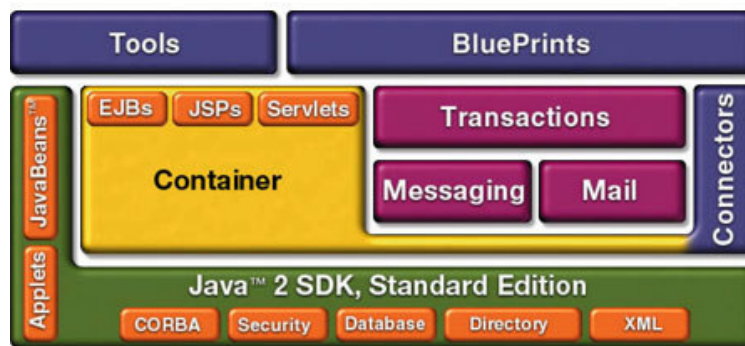 Tools
BluePrints
JavaBeans™
EJBs
JSPs
Servlets
Transactions
Connectors
Container
Messaging
Mail
Applets
Java™ 2 SDK, Standard Edition
CORBA
Security
Database
Directory
XML